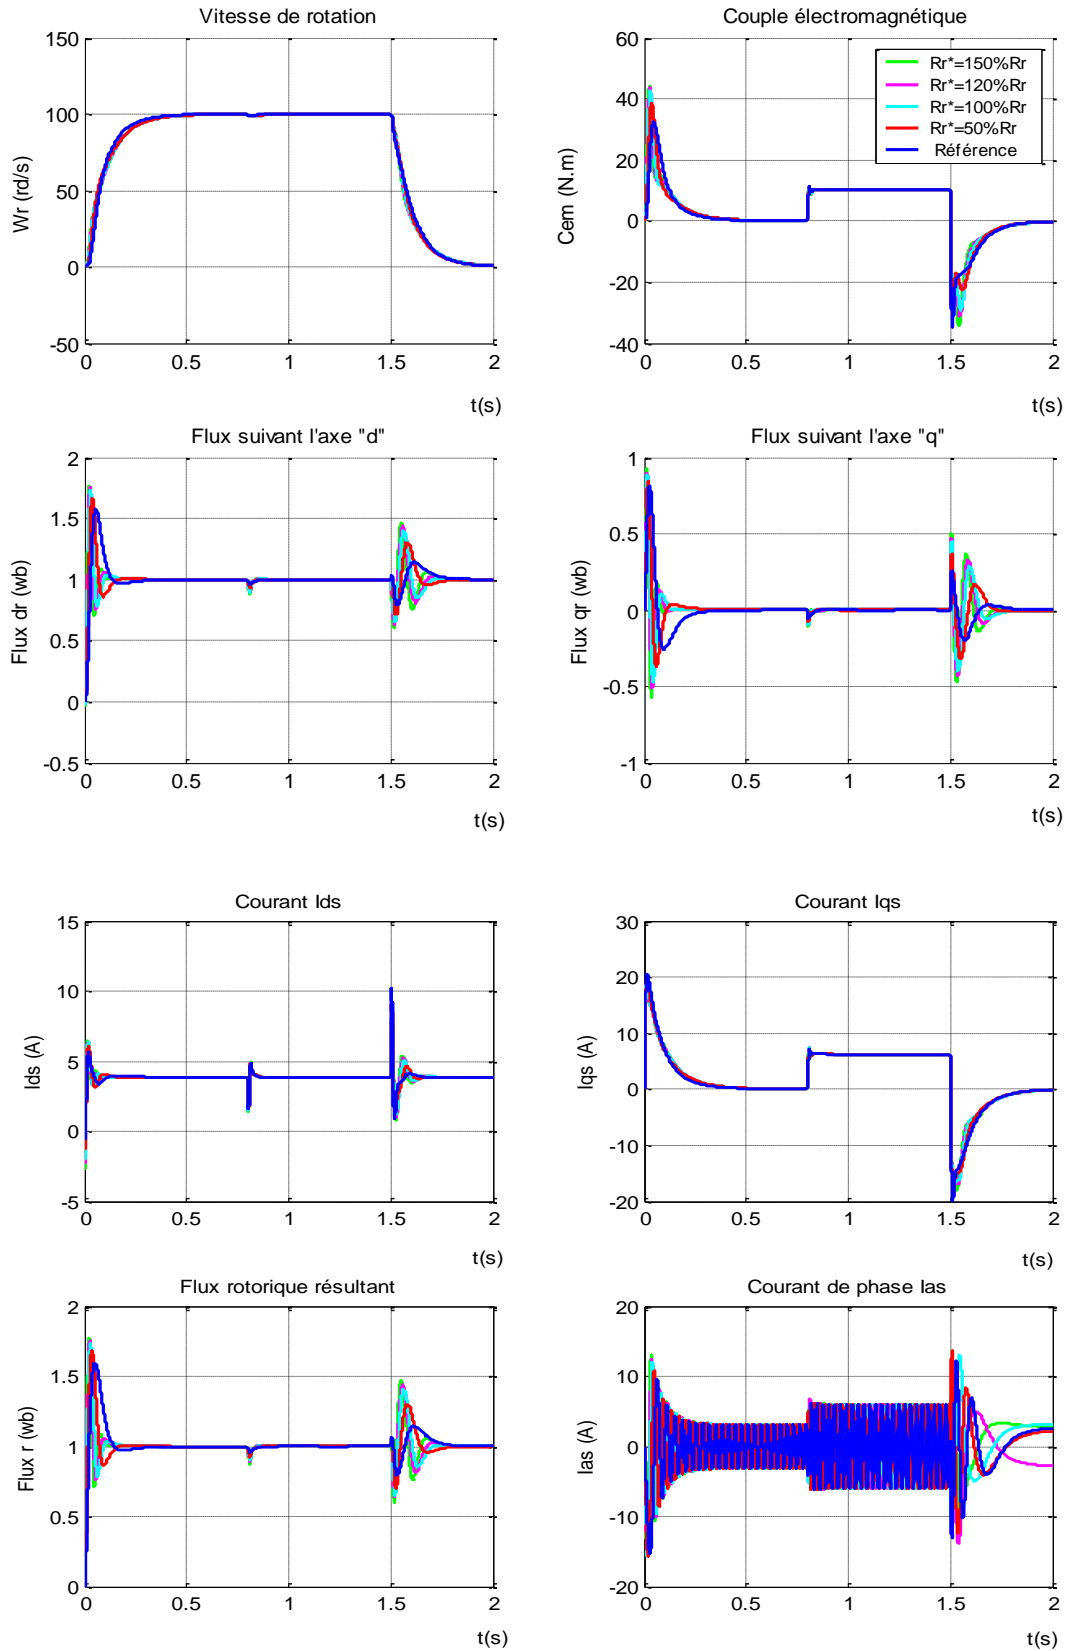 Vitesse de rotation
150
100
50
0
-50
Wr (rd/s)
0 0.5 1 1.5 2
t(s)
Couple électromagnétique
60
40
20
0
-20
-40
Cem (N.m)
Rr*=150%Rr
Rr*=120%Rr
Rr*=100%Rr
Rr*=50%Rr
Référence
0 0.5 1 1.5 2
t(s)
Flux suivant l'axe "d"
2
1.5
1
0.5
0
-0.5
Flux dr (wb)
0 0.5 1 1.5 2
t(s)
Flux suivant l'axe "q"
1
0.5
0
-0.5
-1
Flux qr (wb)
0 0.5 1 1.5 2
t(s)
Courant Ids
15
10
5
0
-5
Ids (A)
0 0.5 1 1.5 2
t(s)
Courant Iqs
30
20
10
0
-10
-20
Iqs (A)
0 0.5 1 1.5 2
t(s)
Flux rotorique résultant
2
1.5
1
0.5
0
Flux r (wb)
0 0.5 1 1.5 2
t(s)
Courant de phase Ias
20
10
0
-10
-20
Ias (A)
0 0.5 1 1.5 2
t(s)